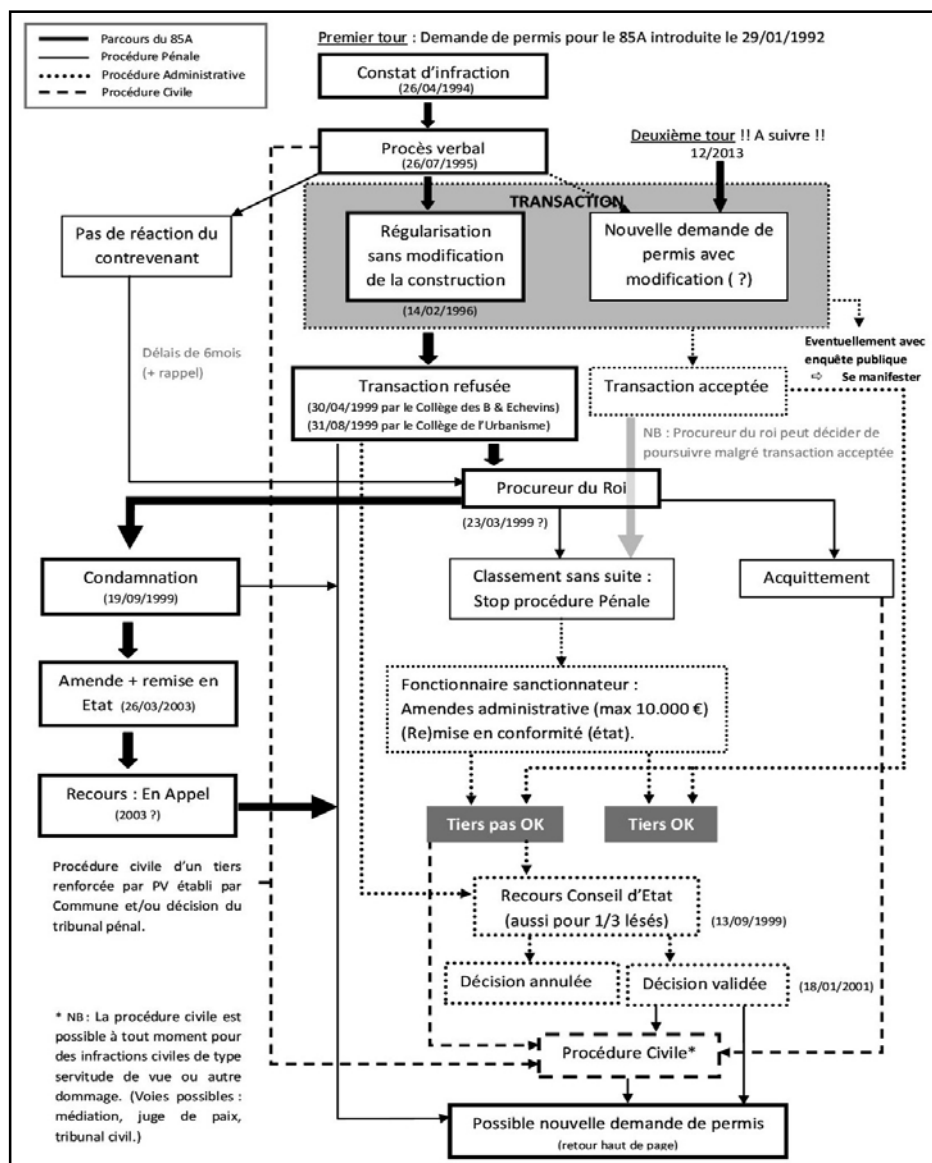 Parcours du 85A
Procédure Pénale
Procédure Administrative
Procédure Civile
Premier tour : Demande de permis pour le 85A introduite le 29/01/1992
Constat d’infraction
(26/04/1994)
Procès verbal
(26/07/1995)
Deuxième tour !! A suivre !!
12/2013
TRANSACTION
Pas de réaction du
contrevenant
Régularisation
sans modification
de la construction
(14/02/1996)
Nouvelle demande de
permis avec
modification ( ?)
Délais de 6mois
(+ rappel)
Eventuellement avec
enquête publique
⇨ Se manifester
Transaction refusée
(30/04/1999 par le Collège des B & Echevins)
(31/08/1999 par le Collège de l’Urbanisme)
Transaction acceptée
NB : Procureur du roi peut décider de
poursuivre malgré transaction acceptée
Procureur du Roi
(23/03/1999 ?)
Condamnation
(19/09/1999)
Classement sans suite :
Stop procédure Pénale
Acquittement
Amende + remise en
Etat (26/03/2003)
Fonctionnaire sanctionnateur :
Amendes administrative (max 10.000 €)
(Re)mise en conformité (état).
Recours : En Appel
(2003 ?)
Tiers pas OK
Tiers OK
Procédure civile d’un tiers
renforcée par PV établi par
Commune et/ou décision du
tribunal pénal.
Recours Conseil d’Etat
(aussi pour 1/3 lésés)
(13/09/1999)
Décision annulée
Décision validée
(18/01/2001)
* NB : La procédure civile est
possible à tout moment pour
des infractions civiles de type
servitude de vue ou autre
dommage. (Voies possibles :
médiation, juge de paix,
tribunal civil.)
Procédure Civile*
Possible nouvelle demande de permis
(retour haut de page)